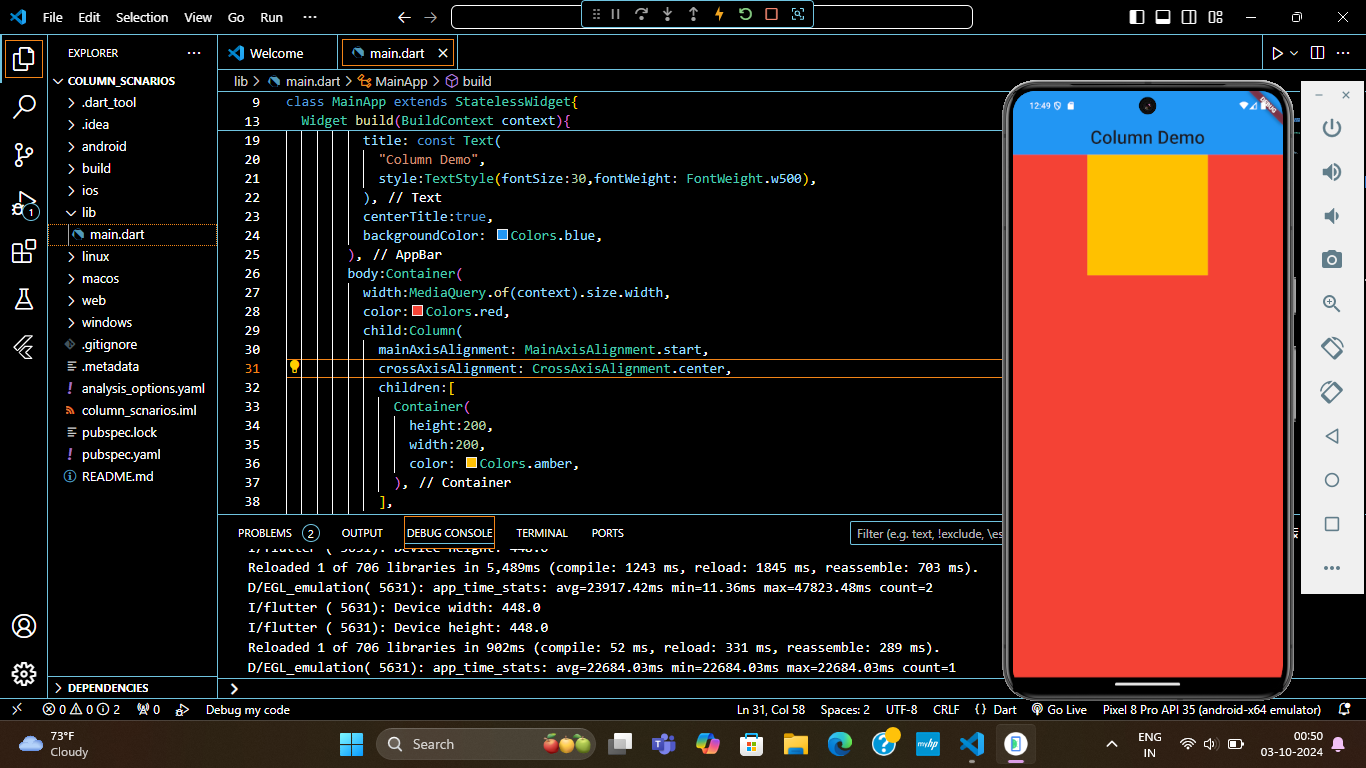 File Edit Selection View Go Run ···
EXPLORER ···
COLUMN_SCNARIOS
.dart_tool
.idea
android
build
ios
lib
main.dart
linux
macos
web
windows
.gitignore
.metadata
analysis_options.yaml
column_scnarios.iml
pubspec.lock
pubspec.yaml
README.md
DEPENDENCIES
1
Welcome
main.dart
lib > main.dart > MainApp > build
9 class MainApp extends StatelessWidget{
13 Widget build(BuildContext context){
19 title: const Text(
20 "Column Demo",
21 style:TextStyle(fontSize:30,fontWeight: FontWeight.w500),
22 ), // Text
23 centerTitle:true,
24 backgroundColor: Colors.blue,
25 ), // AppBar
26 body:Container(
27 width:MediaQuery.of(context).size.width,
28 color:Colors.red,
29 child:Column(
30 mainAxisAlignment: MainAxisAlignment.start,
31 crossAxisAlignment: CrossAxisAlignment.center,
32 children:[
33 Container(
34 height:200,
35 width:200,
36 color: Colors.amber,
37 ), // Container
38 ],
PROBLEMS 2 OUTPUT DEBUG CONSOLE TERMINAL PORTS
Filter (e.g. text, !exclude, \es
I/flutter ( 5631): Device height: 448.0
Reloaded 1 of 706 libraries in 5,489ms (compile: 1243 ms, reload: 1845 ms, reassemble: 703 ms).
D/EGL_emulation( 5631): app_time_stats: avg=23917.42ms min=11.36ms max=47823.48ms count=2
I/flutter ( 5631): Device width: 448.0
I/flutter ( 5631): Device height: 448.0
Reloaded 1 of 706 libraries in 902ms (compile: 52 ms, reload: 331 ms, reassemble: 289 ms).
D/EGL_emulation( 5631): app_time_stats: avg=22684.03ms min=22684.03ms max=22684.03ms count=1
12:49
DEBUG
Column Demo
0 0 2 0 Debug my code
Ln 31, Col 58 Spaces: 2 UTF-8 CRLF {} Dart Go Live Pixel 8 Pro API 35 (android-x64 emulator)
73°F
Cloudy
Search
myhp
ENG
IN
00:50
03-10-2024